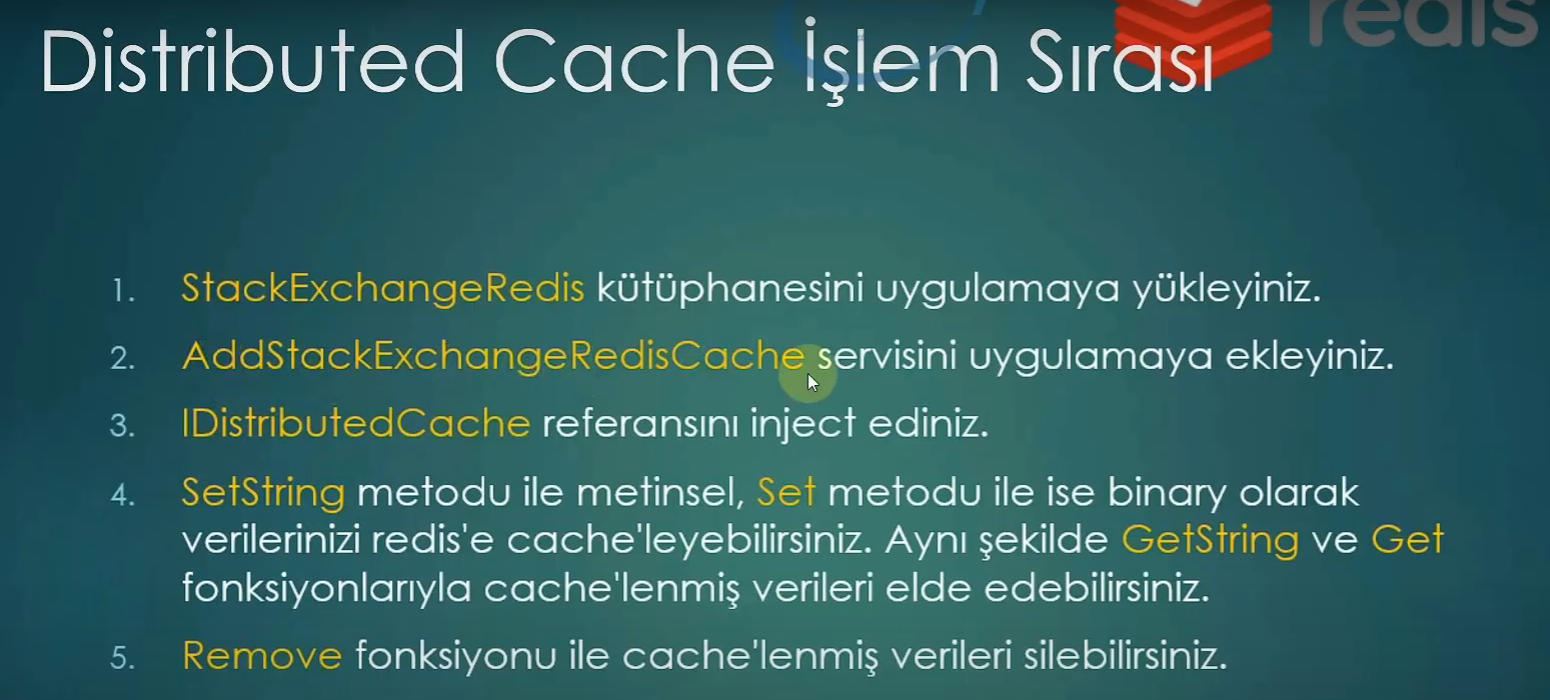 redis
Distributed Cache İşlem Sırası
1. StackExchangeRedis kütüphanesini uygulamaya yükleyiniz.
2. AddStackExchangeRedisCache servisini uygulamaya ekleyiniz.
3. IDistributedCache referansını inject ediniz.
4. SetString metodu ile metinsel, Set metodu ile ise binary olarak
verilerinizi redis'e cache'leyebilirsiniz. Aynı şekilde GetString ve Get
fonksiyonlarıyla cache'lenmiş verileri elde edebilirsiniz.
5. Remove fonksiyonu ile cache'lenmiş verileri silebilirsiniz.